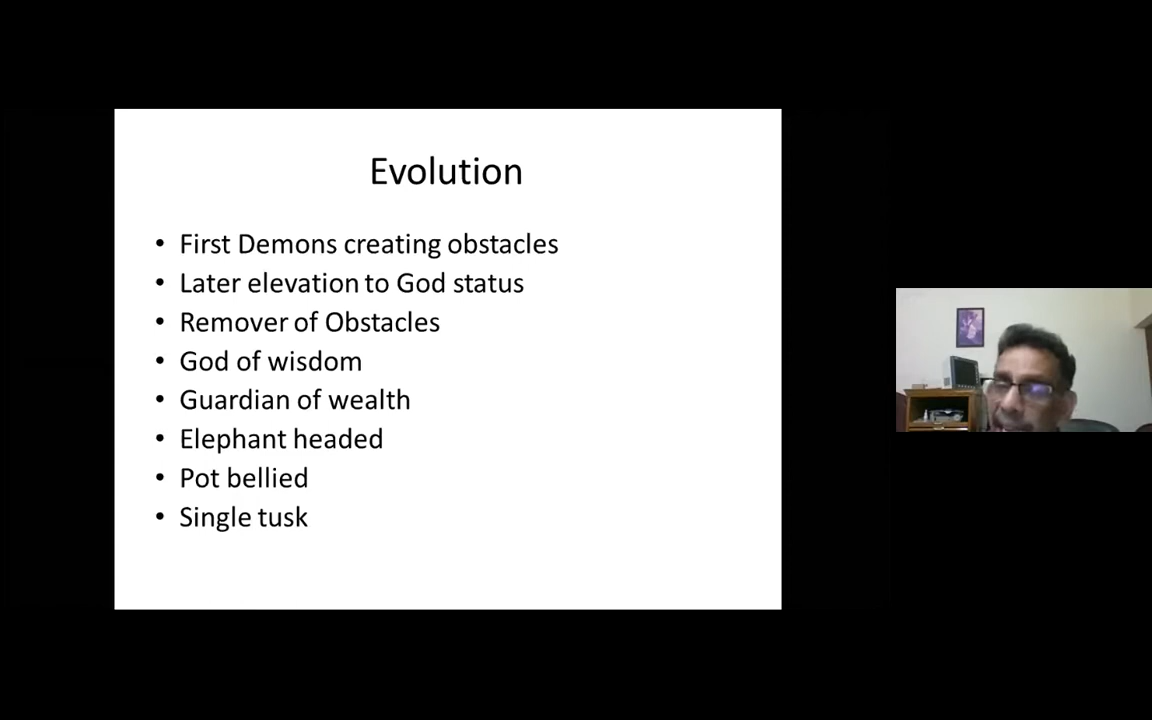 Evolution
• First Demons creating obstacles
• Later elevation to God status
• Remover of Obstacles
• God of wisdom
• Guardian of wealth
• Elephant headed
• Pot bellied
• Single tusk